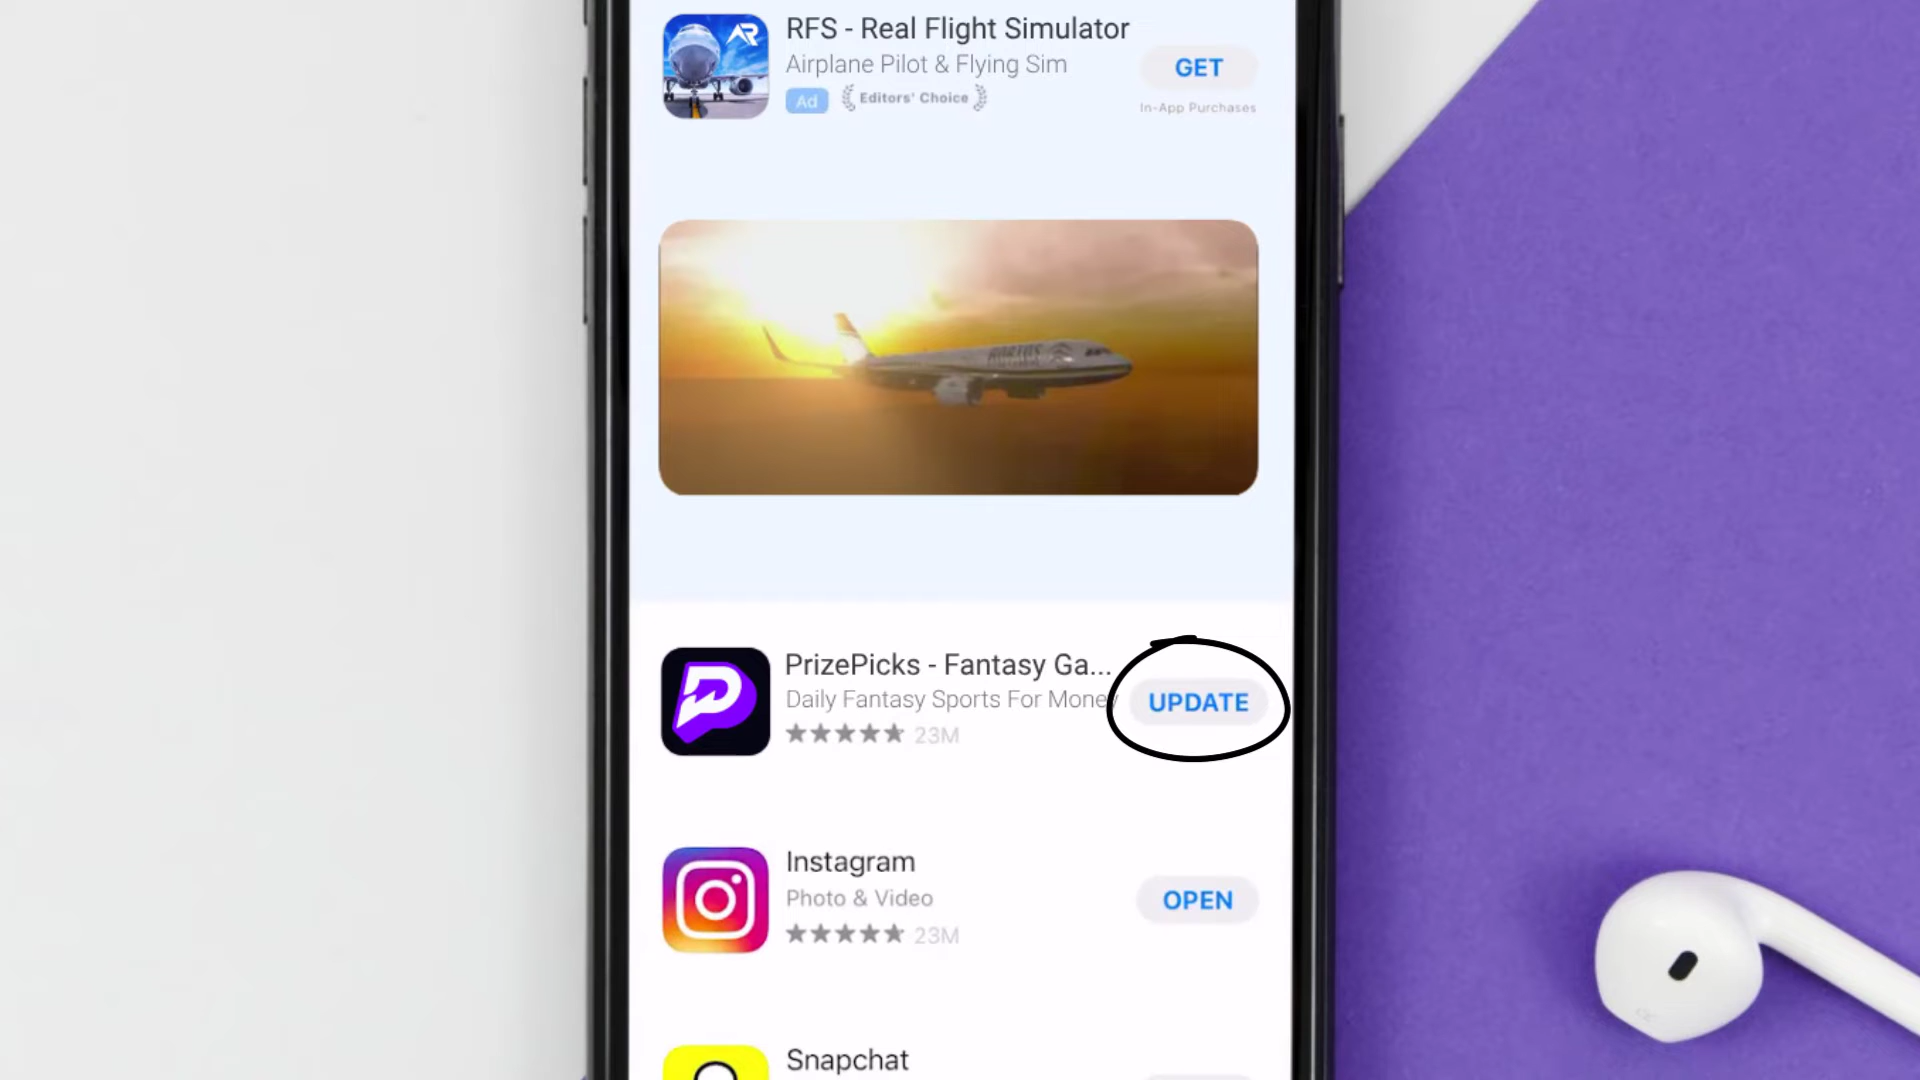 RFS - Real Flight Simulator
Airplane Pilot & Flying Sim
Ad
Editors' Choice
GET
In-App Purchases
PrizePicks - Fantasy Ga...
Daily Fantasy Sports For Money
23M
UPDATE
Instagram
Photo & Video
23M
OPEN
Snapchat